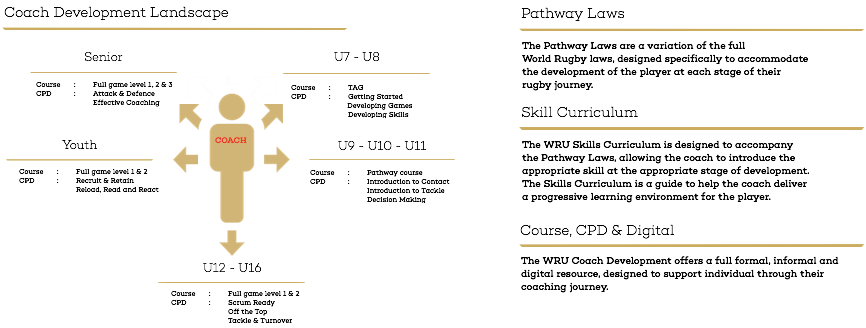 Coach Development Landscape
Senior
Course : Full game level 1, 2 & 3
CPD : Attack & Defence
Effective Coaching
U7 - U8
Course : TAG
CPD : Getting Started
Developing Games
Developing Skills
COACH
Youth
Course : Full game level 1 & 2
CPD : Recruit & Retain
Reload, Read and React
U9 - U10 - U11
Course : Pathway course
CPD : Introduction to Contact
Introduction to Tackle
Decision Making
U12 - U16
Course : Full game level 1 & 2
CPD : Scrum Ready
Off the Top
Tackle & Turnover
Pathway Laws
The Pathway Laws are a variation of the full
World Rugby laws, designed specifically to accommodate
the development of the player at each stage of their
rugby journey.
Skill Curriculum
The WRU Skills Curriculum is designed to accompany
the Pathway Laws, allowing the coach to introduce the
appropriate skill at the appropriate stage of development.
The Skills Curriculum is a guide to help the coach deliver
a progressive learning environment for the player.
Course, CPD & Digital
The WRU Coach Development offers a full formal, informal and
digital resource, designed to support individual through their
coaching journey.